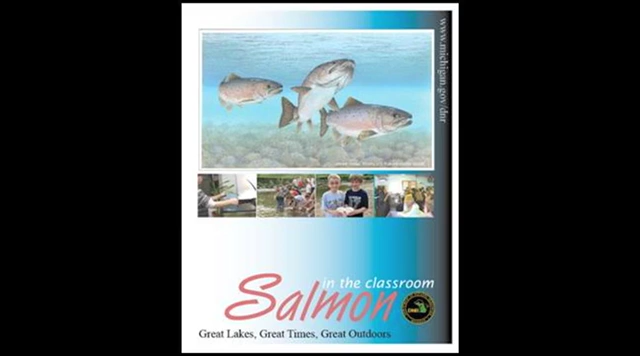 www.michigan.gov/dnr
in the classroom
Salmon
Great Lakes, Great Times, Great Outdoors